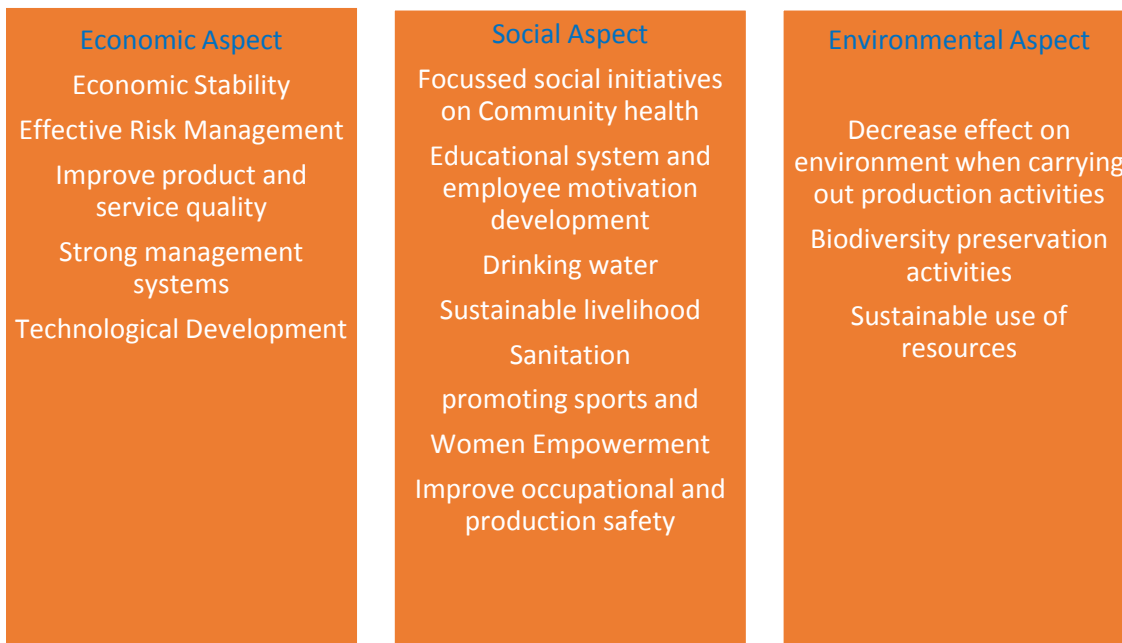 Economic Aspect
Economic Stability
Effective Risk Management
Improve product and
service quality
Strong management
systems
Technological Development
Social Aspect
Focussed social initiatives
on Community health
Educational system and
employee motivation
development
Drinking water
Sustainable livelihood
Sanitation
promoting sports and
Women Empowerment
Improve occupational and
production safety
Environmental Aspect
Decrease effect on
environment when carrying
out production activities
Biodiversity preservation
activities
Sustainable use of
resources